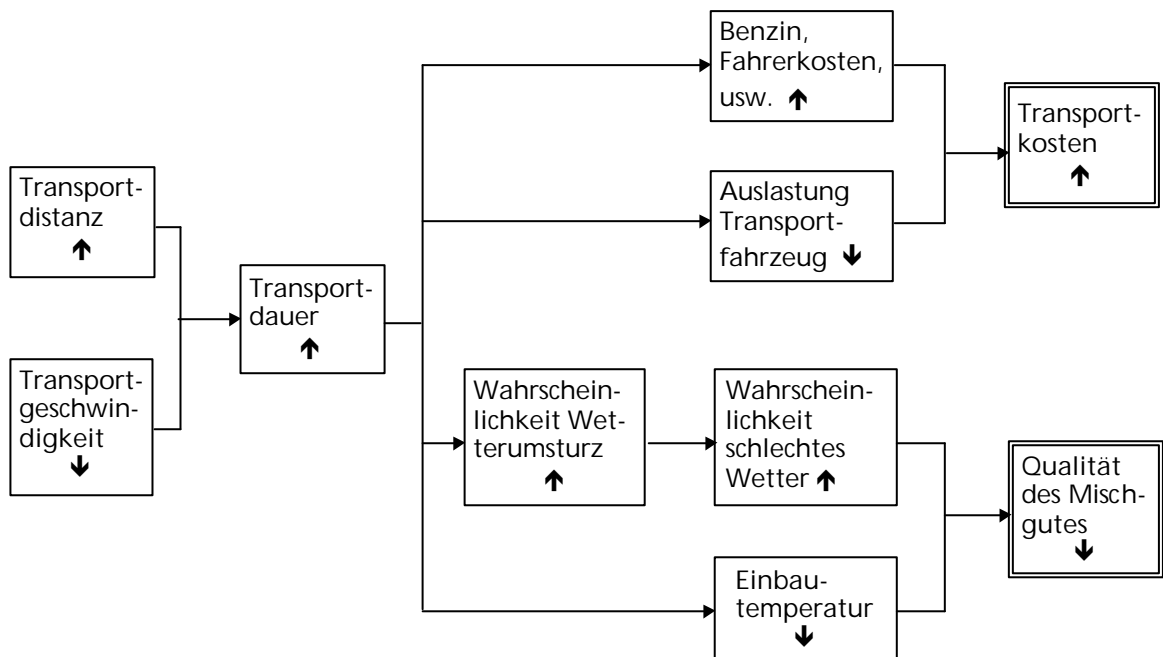 Benzin,
Fahrerkosten,
usw. ↑
Transport-
kosten
↑
Transport-
distanz
↑
Auslastung
Transport-
fahrzeug ↓
Transport-
dauer
↑
Transport-
geschwin-
digkeit
↓
Wahrschein-
lichkeit Wet-
terumsturz
↑
Wahrschein-
lichkeit
schlechtes
Wetter ↑
Qualität
des Misch-
gutes
↓
Einbau-
temperatur
↓